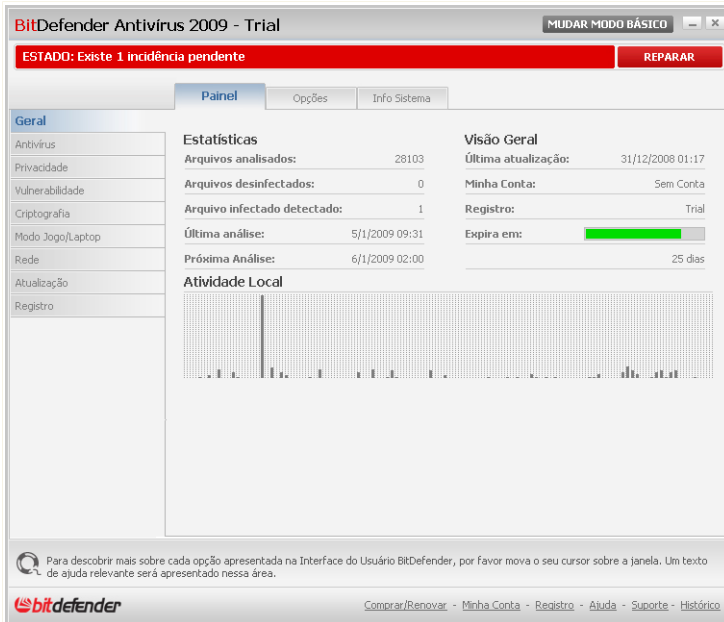 BitDefender Antivírus 2009 - Trial
MUDAR MODO BÁSICO
ESTADO: Existe 1 incidência pendente
REPARAR
Painel
Opções
Info Sistema
Geral
Antivírus
Privacidade
Vulnerabilidade
Criptografia
Modo Jogo/Laptop
Rede
Atualização
Registro
Estatísticas
Arquivos analisados: 28103
Arquivos desinfectados: 0
Arquivo infectado detectado: 1
Última análise: 5/1/2009 09:31
Próxima Análise: 6/1/2009 02:00
Visão Geral
Última atualização: 31/12/2008 01:17
Minha Conta: Sem Conta
Registro: Trial
Expira em:
25 dias
Atividade Local
Para descobrir mais sobre cada opção apresentada na Interface do Usuário BitDefender, por favor mova o seu cursor sobre a janela. Um texto
de ajuda relevante será apresentado nessa área.
bitdefender
Comprar/Renovar - Minha Conta - Registro - Ajuda - Suporte - Histórico